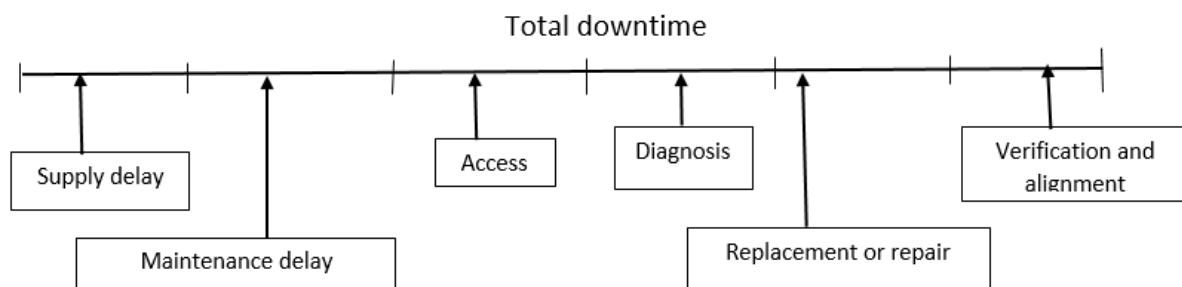 Total downtime
Supply delay
Maintenance delay
Access
Diagnosis
Replacement or repair
Verification and
alignment